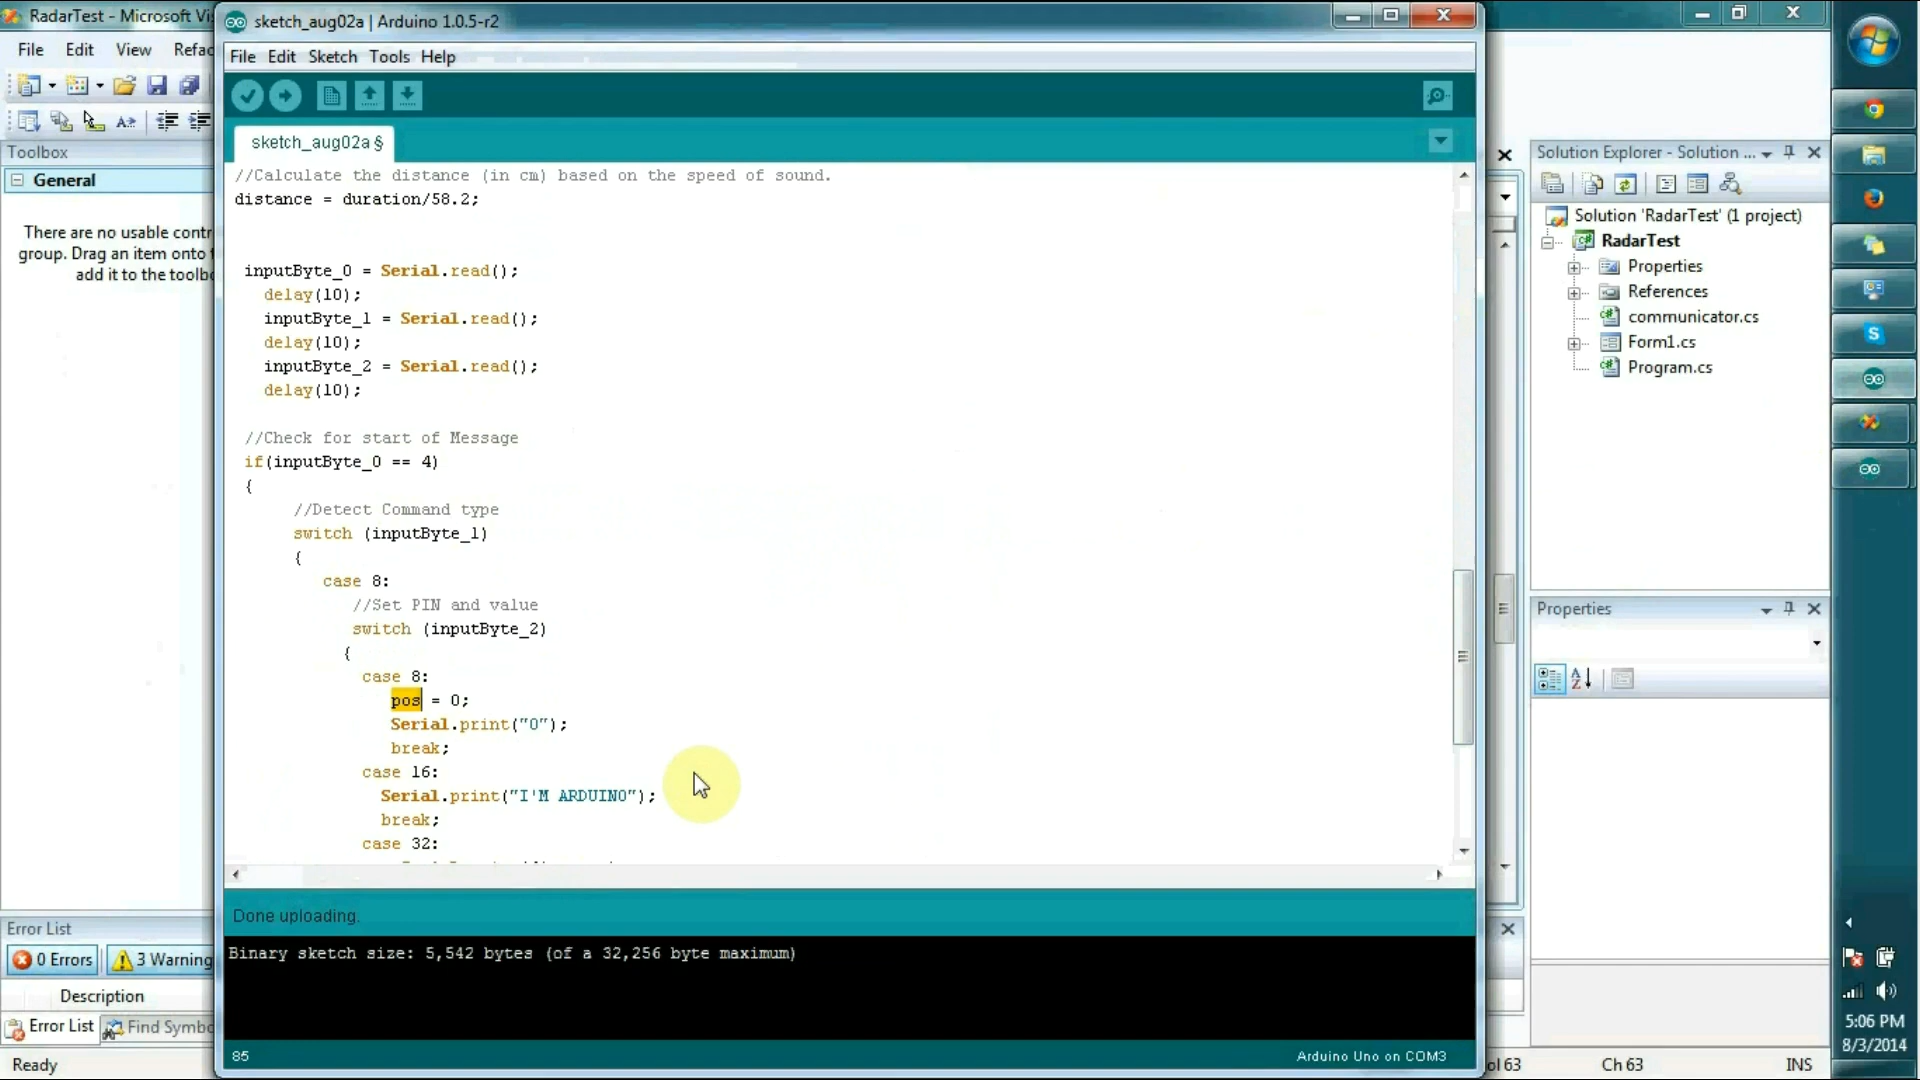 RadarTest - Microsoft Vi
File Edit View Refac
Toolbox
General
There are no usable contr
group. Drag an item onto t
add it to the toolbo
Error List
0 Errors
3 Warning
Description
Error List
Find Symbo
Ready
sketch_aug02a | Arduino 1.0.5-r2
File Edit Sketch Tools Help
sketch_aug02a §
//Calculate the distance (in cm) based on the speed of sound.
distance = duration/58.2;
inputByte_0 = Serial.read();
delay(10);
inputByte_1 = Serial.read();
delay(10);
inputByte_2 = Serial.read();
delay(10);
//Check for start of Message
if(inputByte_0 == 4)
{
//Detect Command type
switch (inputByte_1)
{
case 8:
//Set PIN and value
switch (inputByte_2)
{
case 8:
pos = 0;
Serial.print("0");
break;
case 16:
Serial.print("I'M ARDUINO");
break;
case 32:
Done uploading.
Binary sketch size: 5,542 bytes (of a 32,256 byte maximum)
85
Arduino Uno on COM3
Solution Explorer - Solution ...
Solution 'RadarTest' (1 project)
RadarTest
Properties
References
communicator.cs
Form1.cs
Program.cs
Properties
ol 63
Ch 63
INS
5:06 PM
8/3/2014